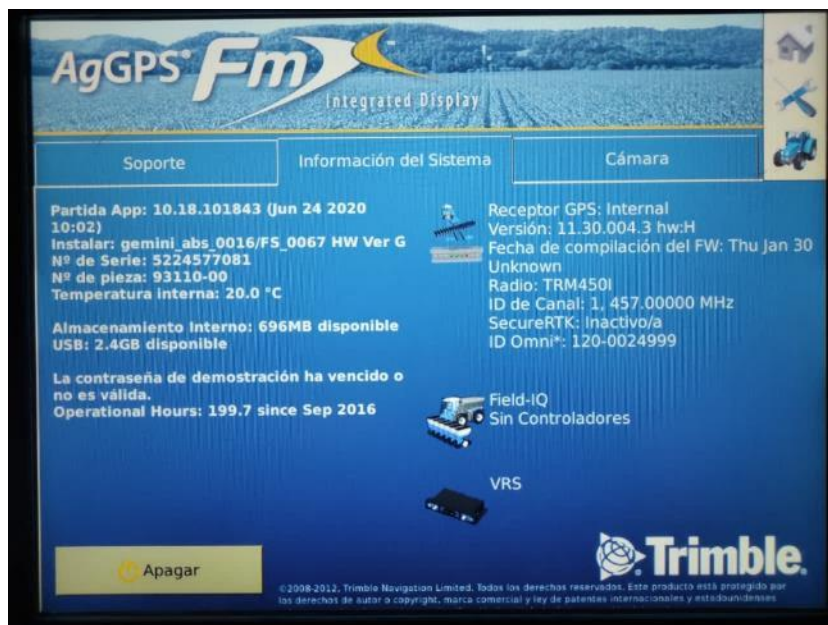 AgGPS® FmX™
Integrated Display
Soporte
Información del Sistema
Cámara
Partida App: 10.18.101843 (Jun 24 2020
10:02)
Instalar: gemini_abs_0016/FS_0067 HW Ver G
Nº de Serie: 5224577081
Nº de pieza: 93110-00
Temperatura interna: 20.0 °C
Almacenamiento Interno: 696MB disponible
USB: 2.4GB disponible
La contraseña de demostración ha vencido o
no es válida.
Operational Hours: 199.7 since Sep 2016
Receptor GPS: Internal
Versión: 11.30.004.3 hw:H
Fecha de compilación del FW: Thu Jan 30
Unknown
Radio: TRM450I
ID de Canal: 1, 457.00000 MHz
SecureRTK: Inactivo/a
ID Omni*: 120-0024999
Field-IQ
Sin Controladores
VRS
Apagar
Trimble.
©2008-2012, Trimble Navigation Limited. Todos los derechos reservados. Este producto está protegido por
los derechos de autor o copyright, marca comercial y ley de patentes internacionales y estadounidenses